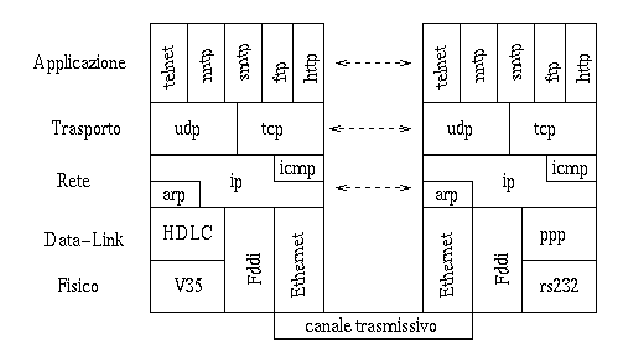 Applicazione telnet nntp smtp ftp http telnet nntp smtp ftp http
Trasporto udp tcp udp tcp
icmp icmp
Rete ip ip
arp arp
Data-Link HDLC Fddi Ethernet Ethernet Fddi ppp
Fisico V35 rs232
canale trasmissivo